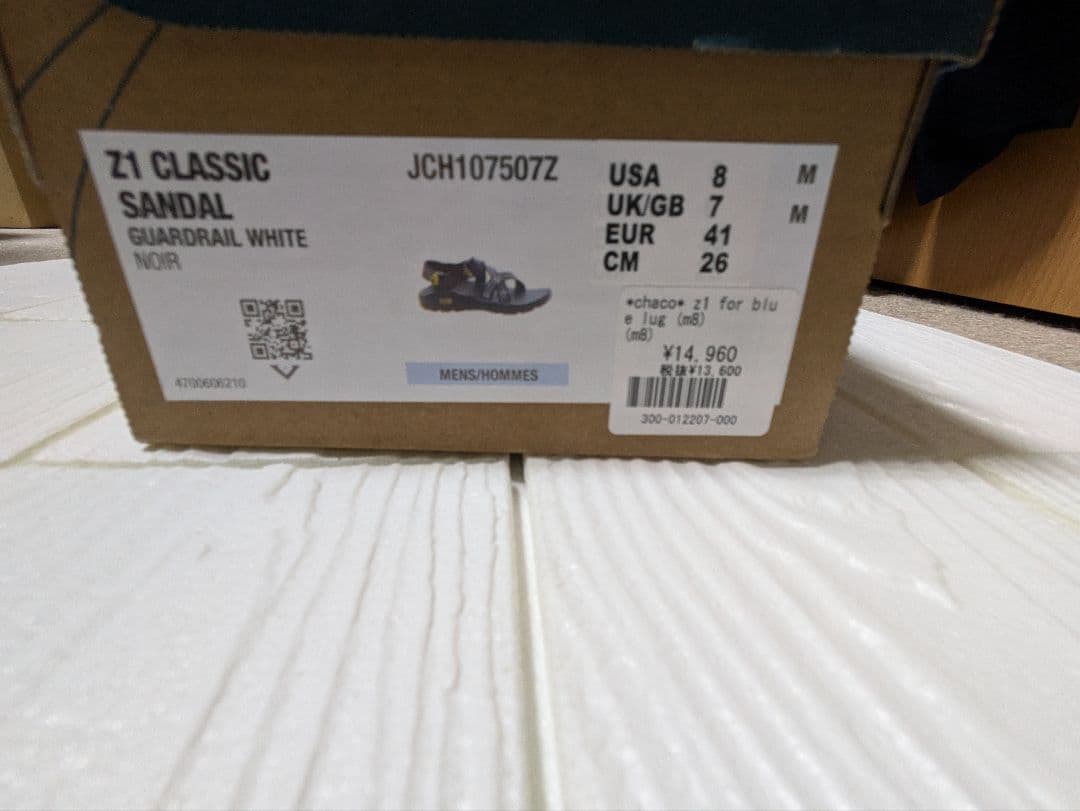 Z1 CLASSIC
SANDAL
GUARDRAIL WHITE
NOIR
4700606210
JCH107507Z
MENS/HOMMES
USA 8 M
UK/GB 7 M
EUR 41
CM 26
*chaco* z1 for blu
e lug (m8)
(m8)
¥14,960
税抜¥13,600
300-012207-000